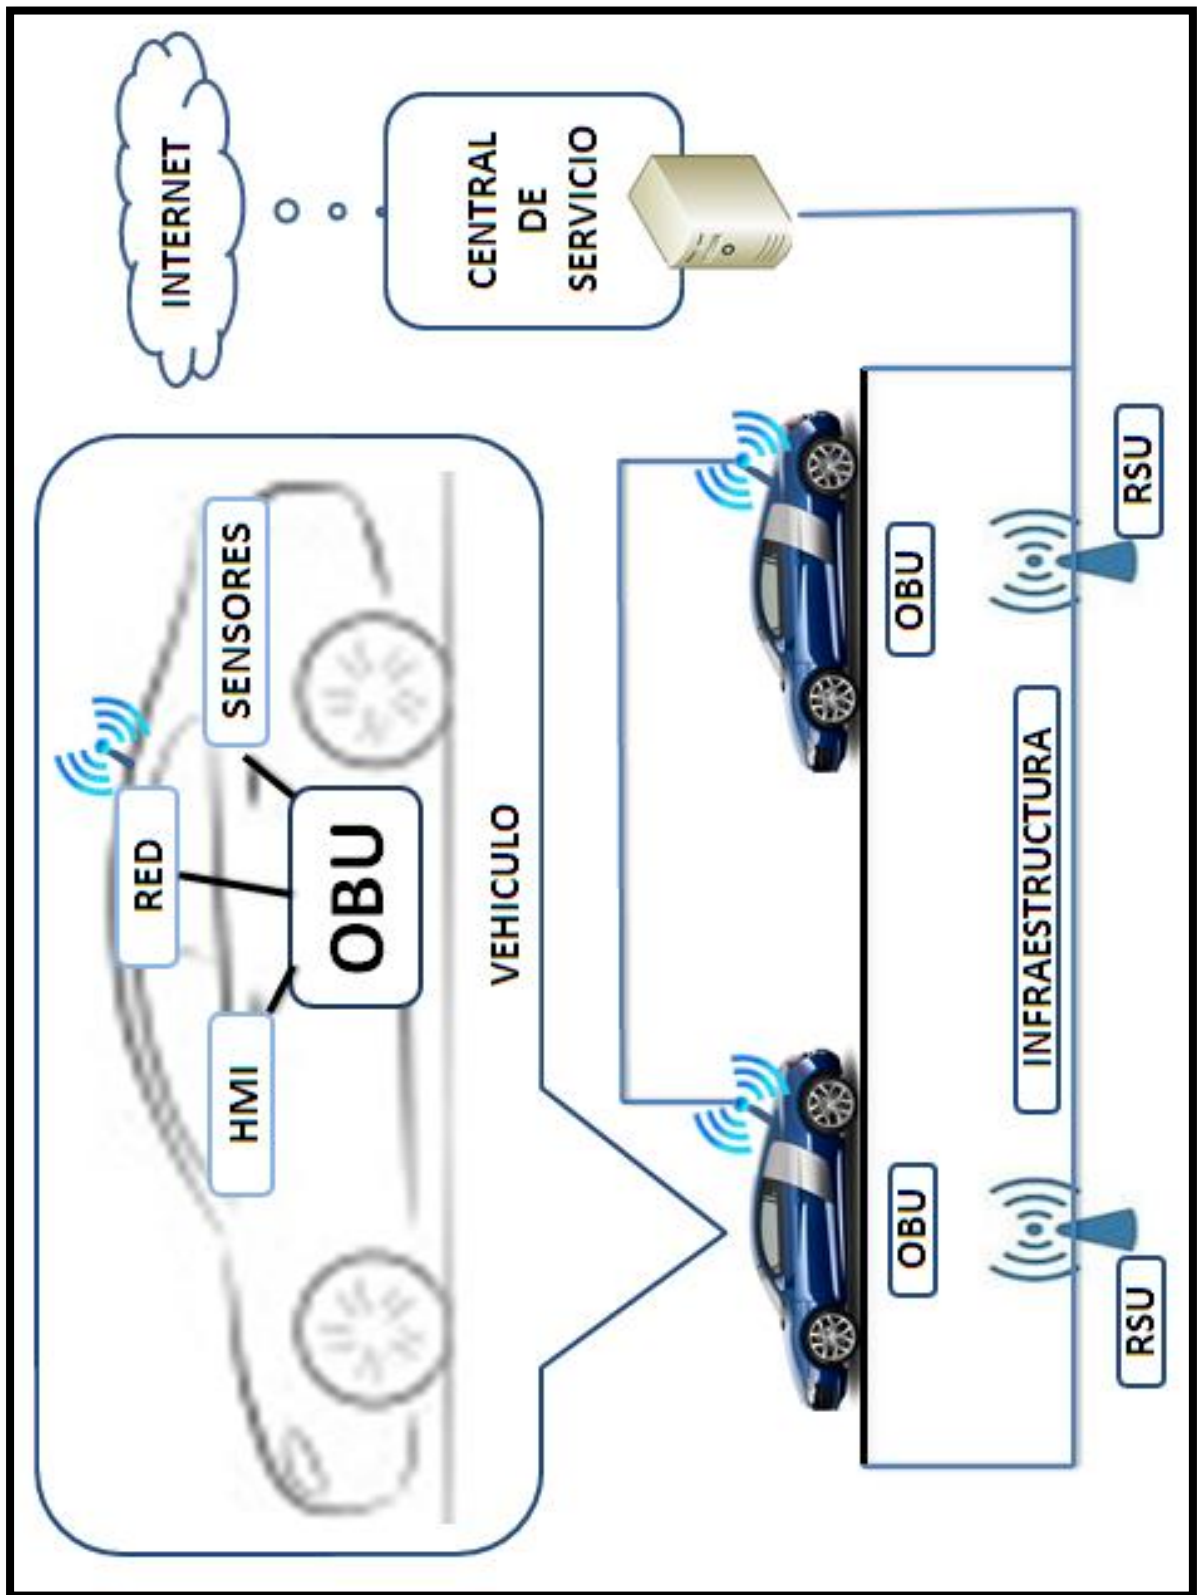 RED
HMI
SENSORES
OBU
VEHICULO
INTERNET
CENTRAL
DE
SERVICIO
OBU
OBU
INFRAESTRUCTURA
RSU
RSU